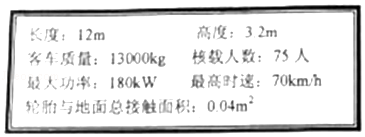 长度：12m 高度：3.2m
客车质量：13000kg 核载人数：75人
最大功率：180kW 最高时速：70km/h
轮胎与地面总接触面积：0.04m²